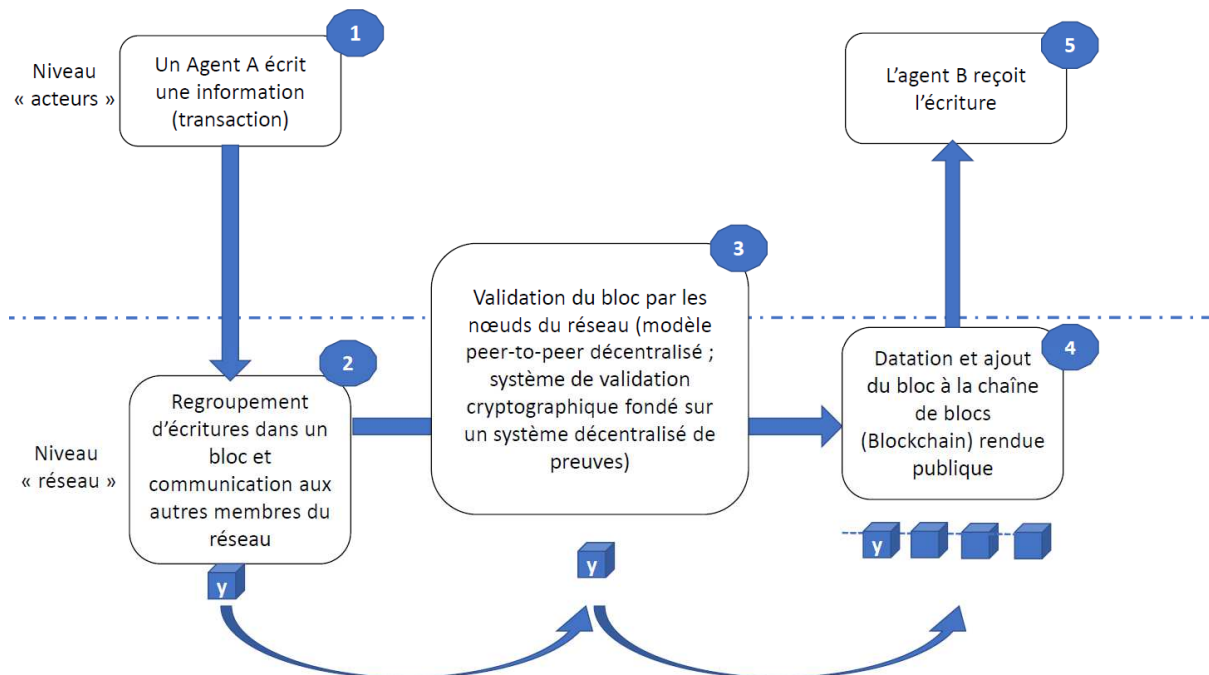 Niveau
« acteurs »
1
Un Agent A écrit
une information
(transaction)
2
Regroupement
d’écritures dans un
bloc et
communication aux
autres membres du
réseau
Niveau
« réseau »
y
3
Validation du bloc par les
nœuds du réseau (modèle
peer-to-peer décentralisé ;
système de validation
cryptographique fondé sur
un système décentralisé de
preuves)
y
4
Datation et ajout
du bloc à la chaîne
de blocs
(Blockchain) rendue
publique
y
5
L’agent B reçoit
l’écriture